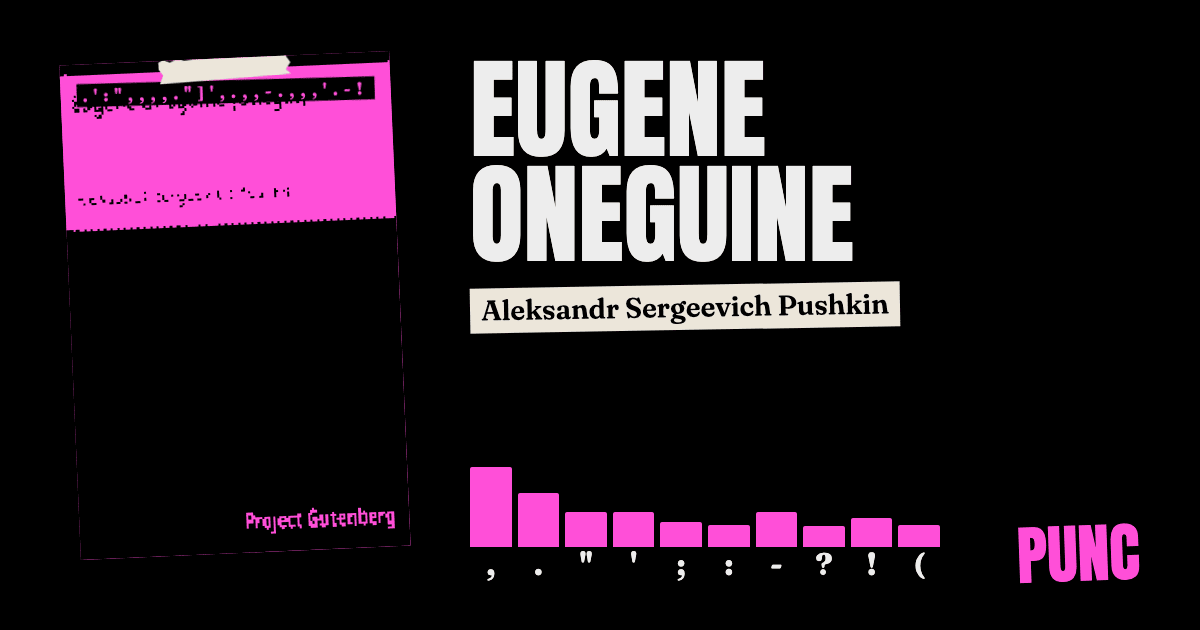 .':",,,,."]',.,,-.,,,'.-!
Project Gutenberg
EUGENE
ONEGUINE
Aleksandr Sergeevich Pushkin
, . " ' ; : - ? ! (
PUNC